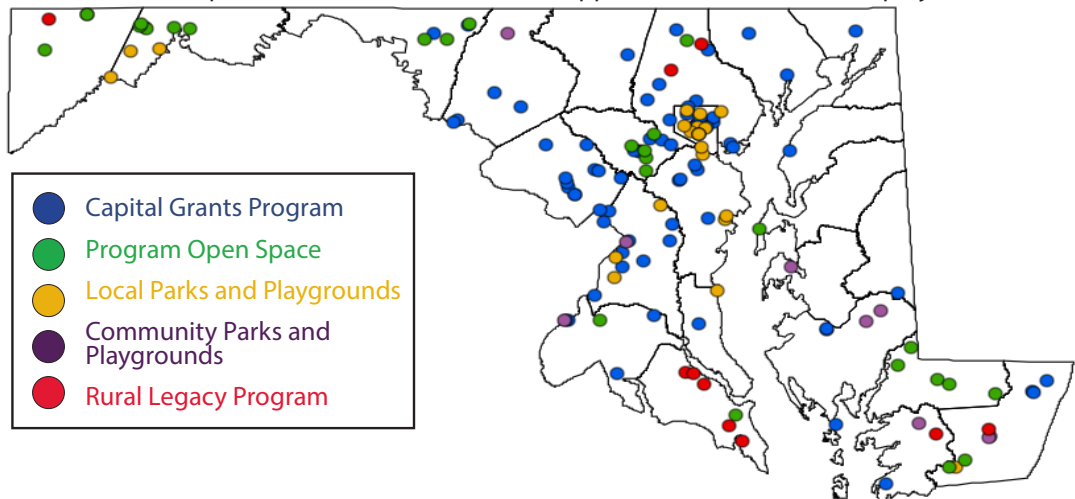 Capital Grants Program
Program Open Space
Local Parks and Playgrounds
Community Parks and
Playgrounds
Rural Legacy Program